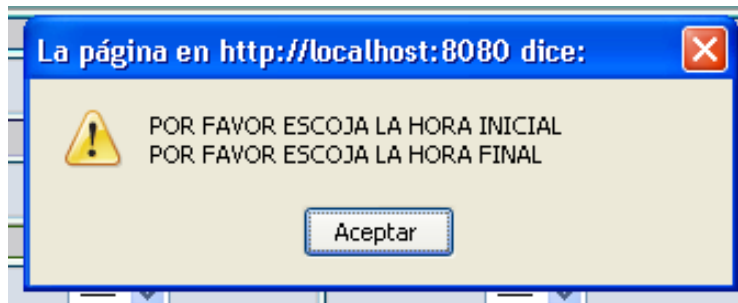 La página en http://localhost:8080 dice:
POR FAVOR ESCOJA LA HORA INICIAL
POR FAVOR ESCOJA LA HORA FINAL
Aceptar